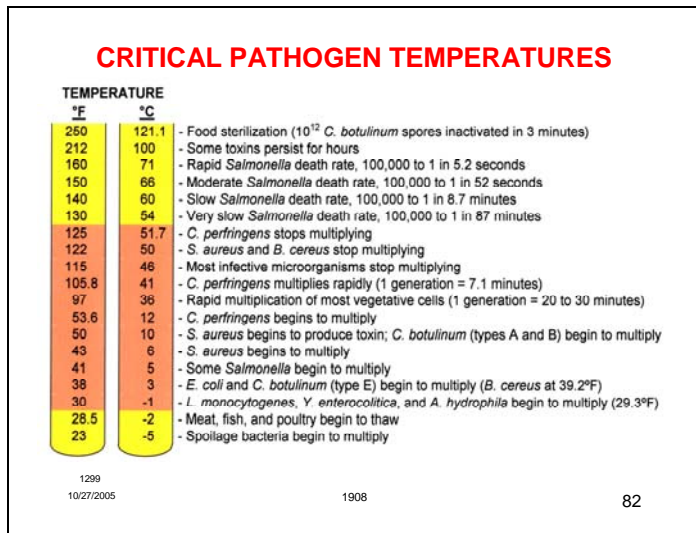 CRITICAL PATHOGEN TEMPERATURES
TEMPERATURE
°F °C
250 121.1 - Food sterilization (10¹² C. botulinum spores inactivated in 3 minutes)
212 100 - Some toxins persist for hours
160 71 - Rapid Salmonella death rate, 100,000 to 1 in 5.2 seconds
150 66 - Moderate Salmonella death rate, 100,000 to 1 in 52 seconds
140 60 - Slow Salmonella death rate, 100,000 to 1 in 8.7 minutes
130 54 - Very slow Salmonella death rate, 100,000 to 1 in 87 minutes
125 51.7 - C. perfringens stops multiplying
122 50 - S. aureus and B. cereus stop multiplying
115 46 - Most infective microorganisms stop multiplying
105.8 41 - C. perfringens multiplies rapidly (1 generation = 7.1 minutes)
97 36 - Rapid multiplication of most vegetative cells (1 generation = 20 to 30 minutes)
53.6 12 - C. perfringens begins to multiply
50 10 - S. aureus begins to produce toxin; C. botulinum (types A and B) begin to multiply
43 6 - S. aureus begins to multiply
41 5 - Some Salmonella begin to multiply
38 3 - E. coli and C. botulinum (type E) begin to multiply (B. cereus at 39.2ºF)
30 -1 - L. monocytogenes, Y. enterocolitica, and A. hydrophila begin to multiply (29.3ºF)
28.5 -2 - Meat, fish, and poultry begin to thaw
23 -5 - Spoilage bacteria begin to multiply
1299
10/27/2005 1908 82